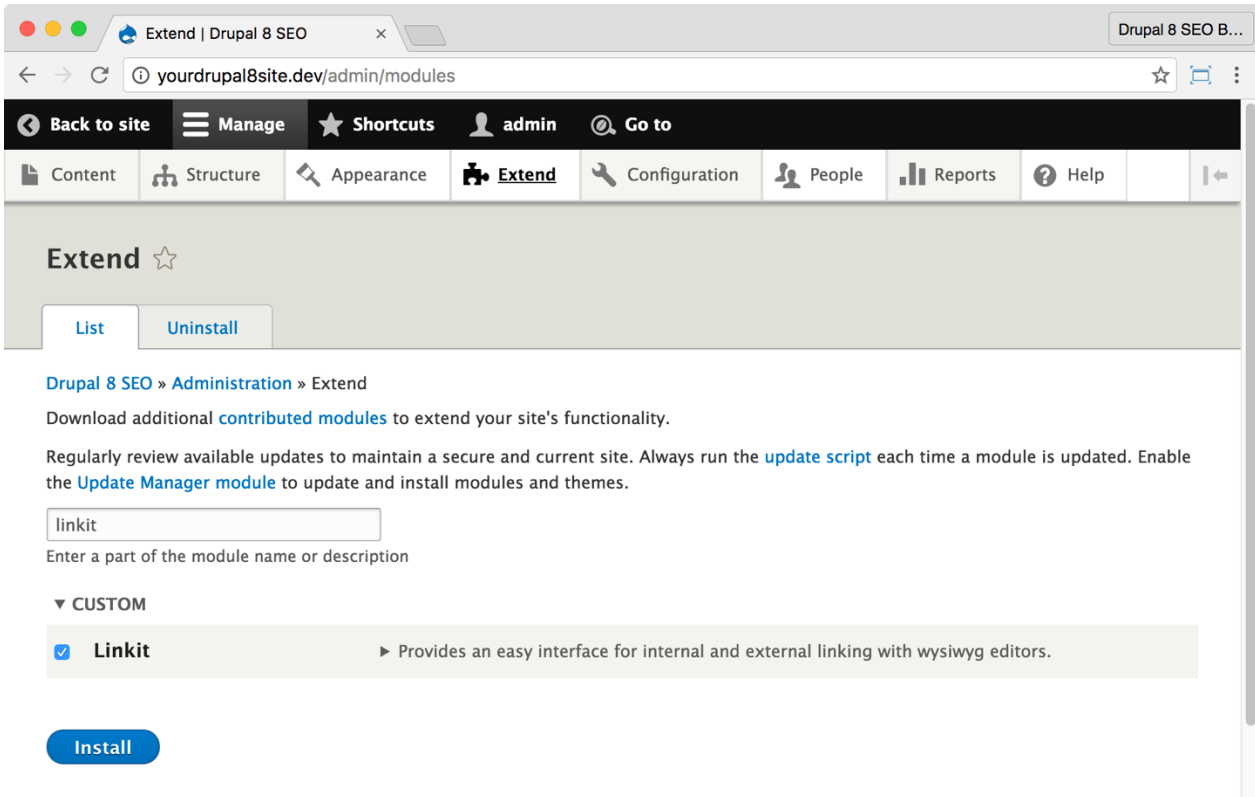 Extend | Drupal 8 SEO
Drupal 8 SEO B...
yourdrupal8site.dev/admin/modules
Back to site Manage Shortcuts admin Go to
Content Structure Appearance Extend Configuration People Reports Help
Extend
List Uninstall
Drupal 8 SEO » Administration » Extend
Download additional contributed modules to extend your site's functionality.
Regularly review available updates to maintain a secure and current site. Always run the update script each time a module is updated. Enable
the Update Manager module to update and install modules and themes.
linkit
Enter a part of the module name or description
CUSTOM
Linkit Provides an easy interface for internal and external linking with wysiwyg editors.
Install